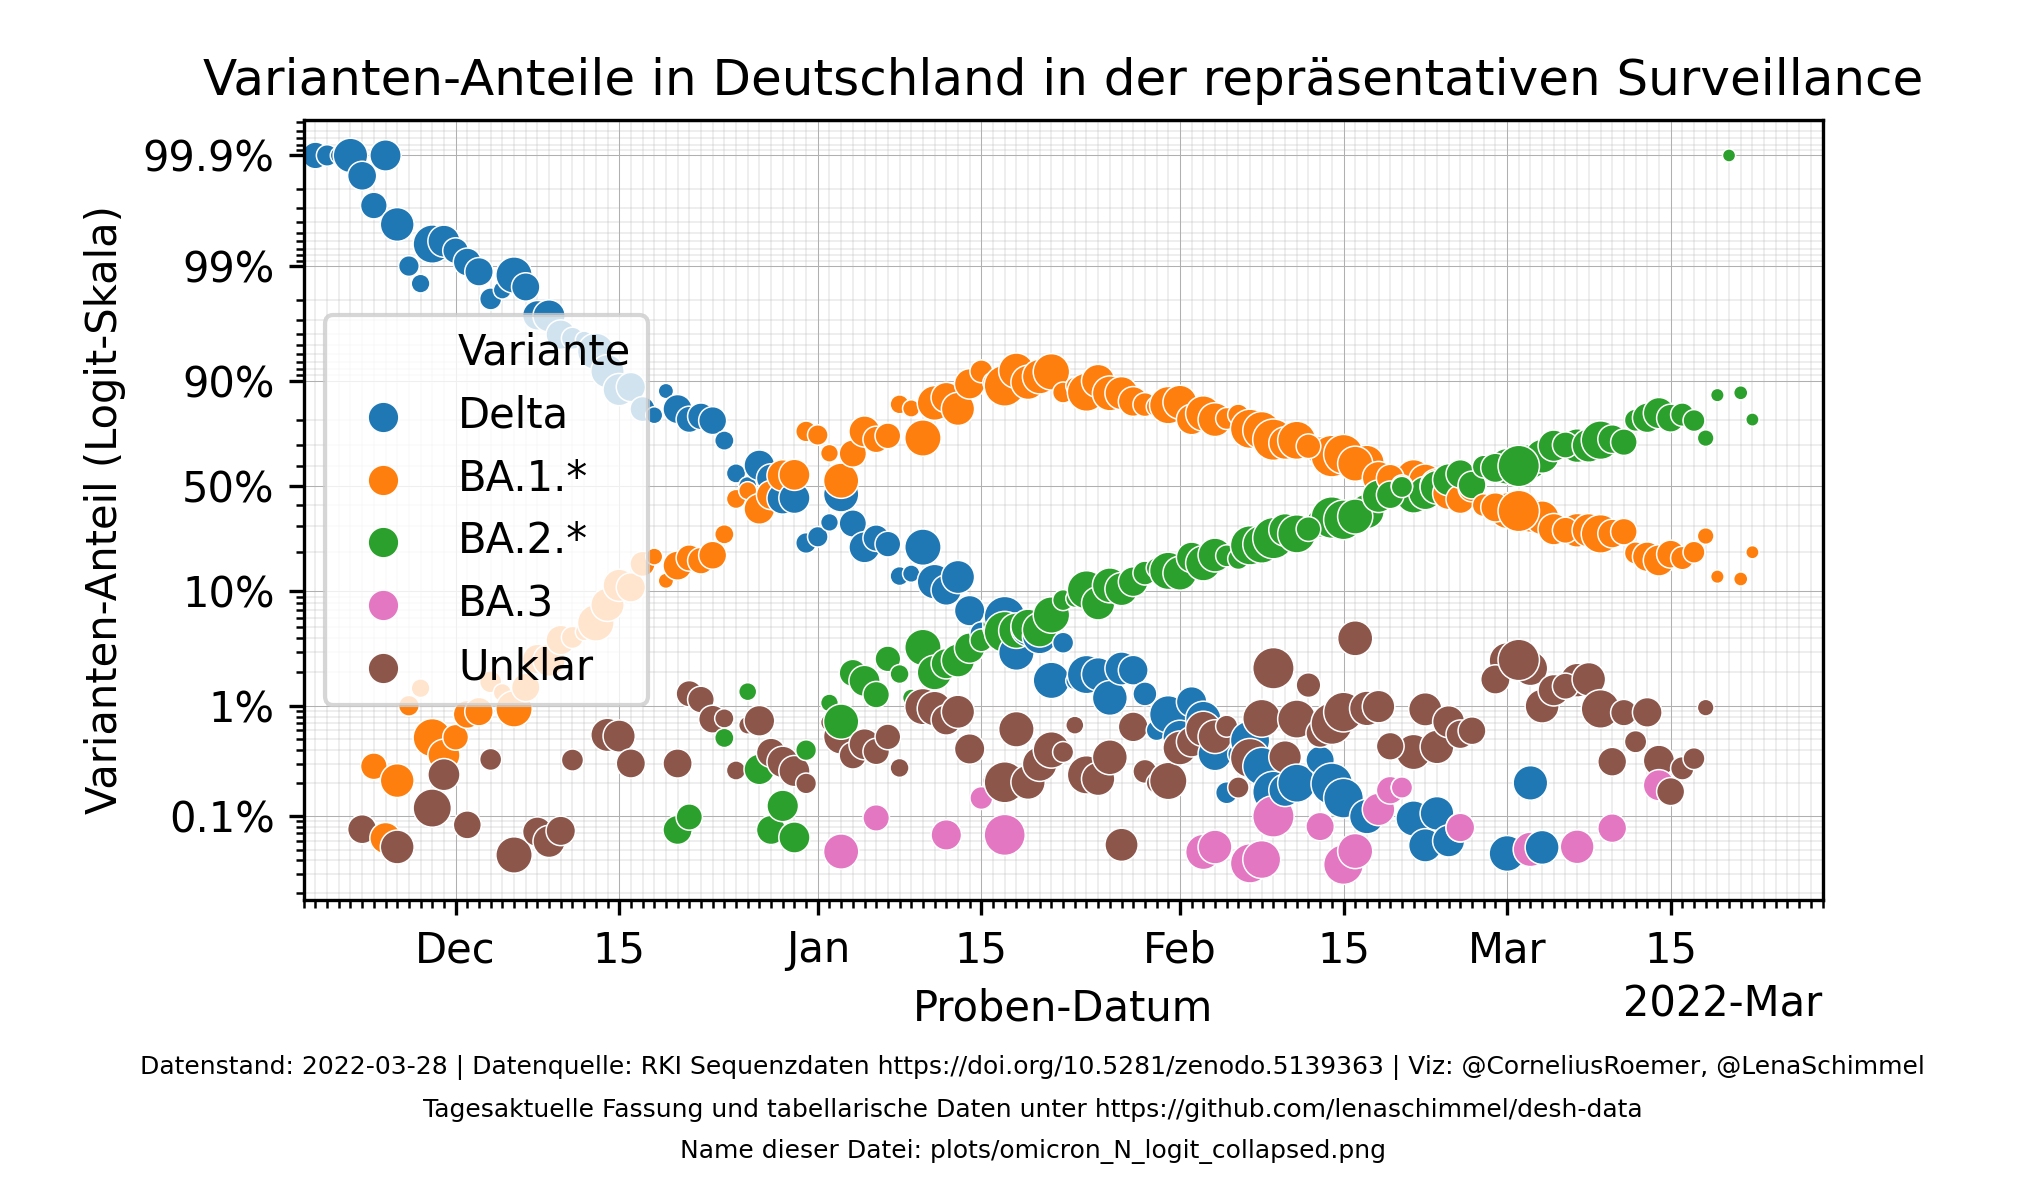 Varianten-Anteile in Deutschland in der repräsentativen Surveillance
Varianten-Anteil (Logit-Skala)
99.9%
99%
90%
50%
10%
1%
0.1%
Variante
Delta
BA.1.*
BA.2.*
BA.3
Unklar
Dec 15 Jan 15 Feb 15 Mar 15
Proben-Datum
2022-Mar
Datenstand: 2022-03-28 | Datenquelle: RKI Sequenzdaten https://doi.org/10.5281/zenodo.5139363 | Viz: @CorneliusRoemer, @LenaSchimmel
Tagesaktuelle Fassung und tabellarische Daten unter https://github.com/lenaschimmel/desh-data
Name dieser Datei: plots/omicron_N_logit_collapsed.png